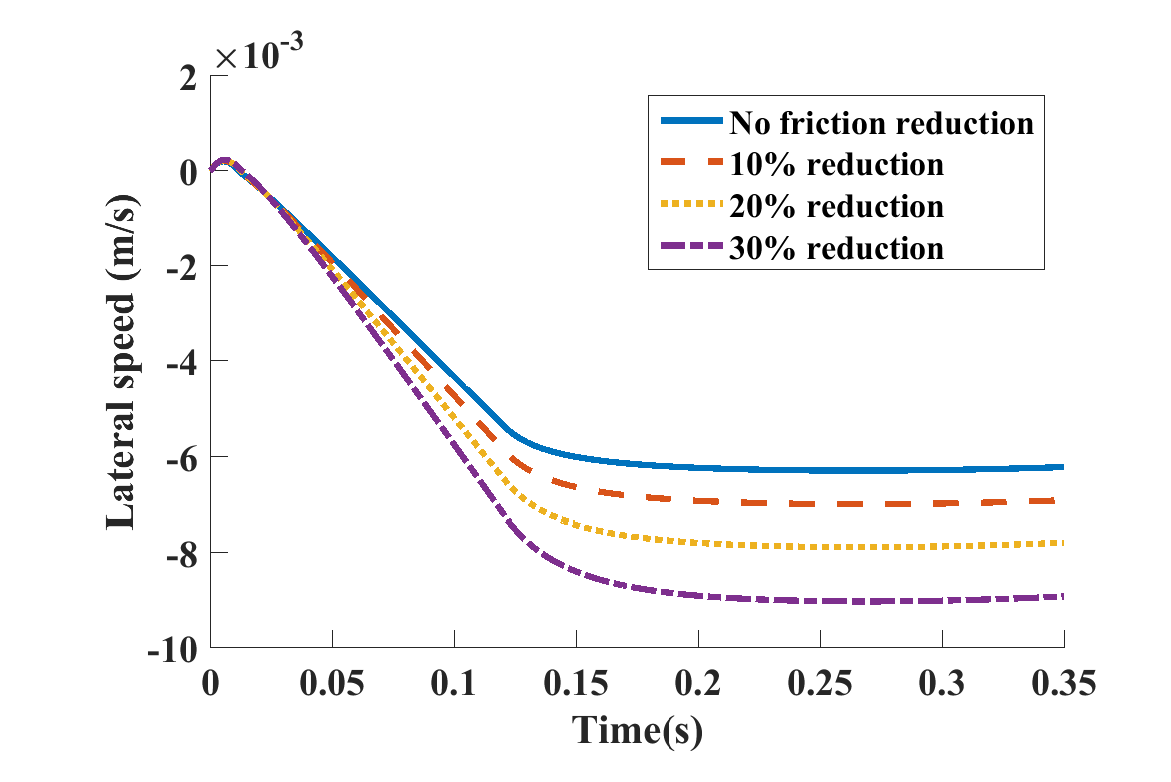 ×10-3
2
0
-2
-4
-6
-8
-10
Lateral speed (m/s)
No friction reduction
10% reduction
20% reduction
30% reduction
0 0.05 0.1 0.15 0.2 0.25 0.3 0.35
Time(s)